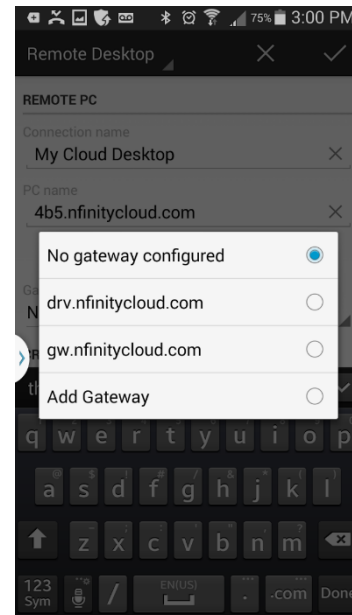 75% 3:00 PM
Remote Desktop
REMOTE PC
Connection name
My Cloud Desktop
PC name
4b5.nfinitycloud.com
No gateway configured
drv.nfinitycloud.com
gw.nfinitycloud.com
Add Gateway
q w e r t y u i o p
a s d f g h j k l
z x c v b n m
123 Sym / EN(US) . .com Done